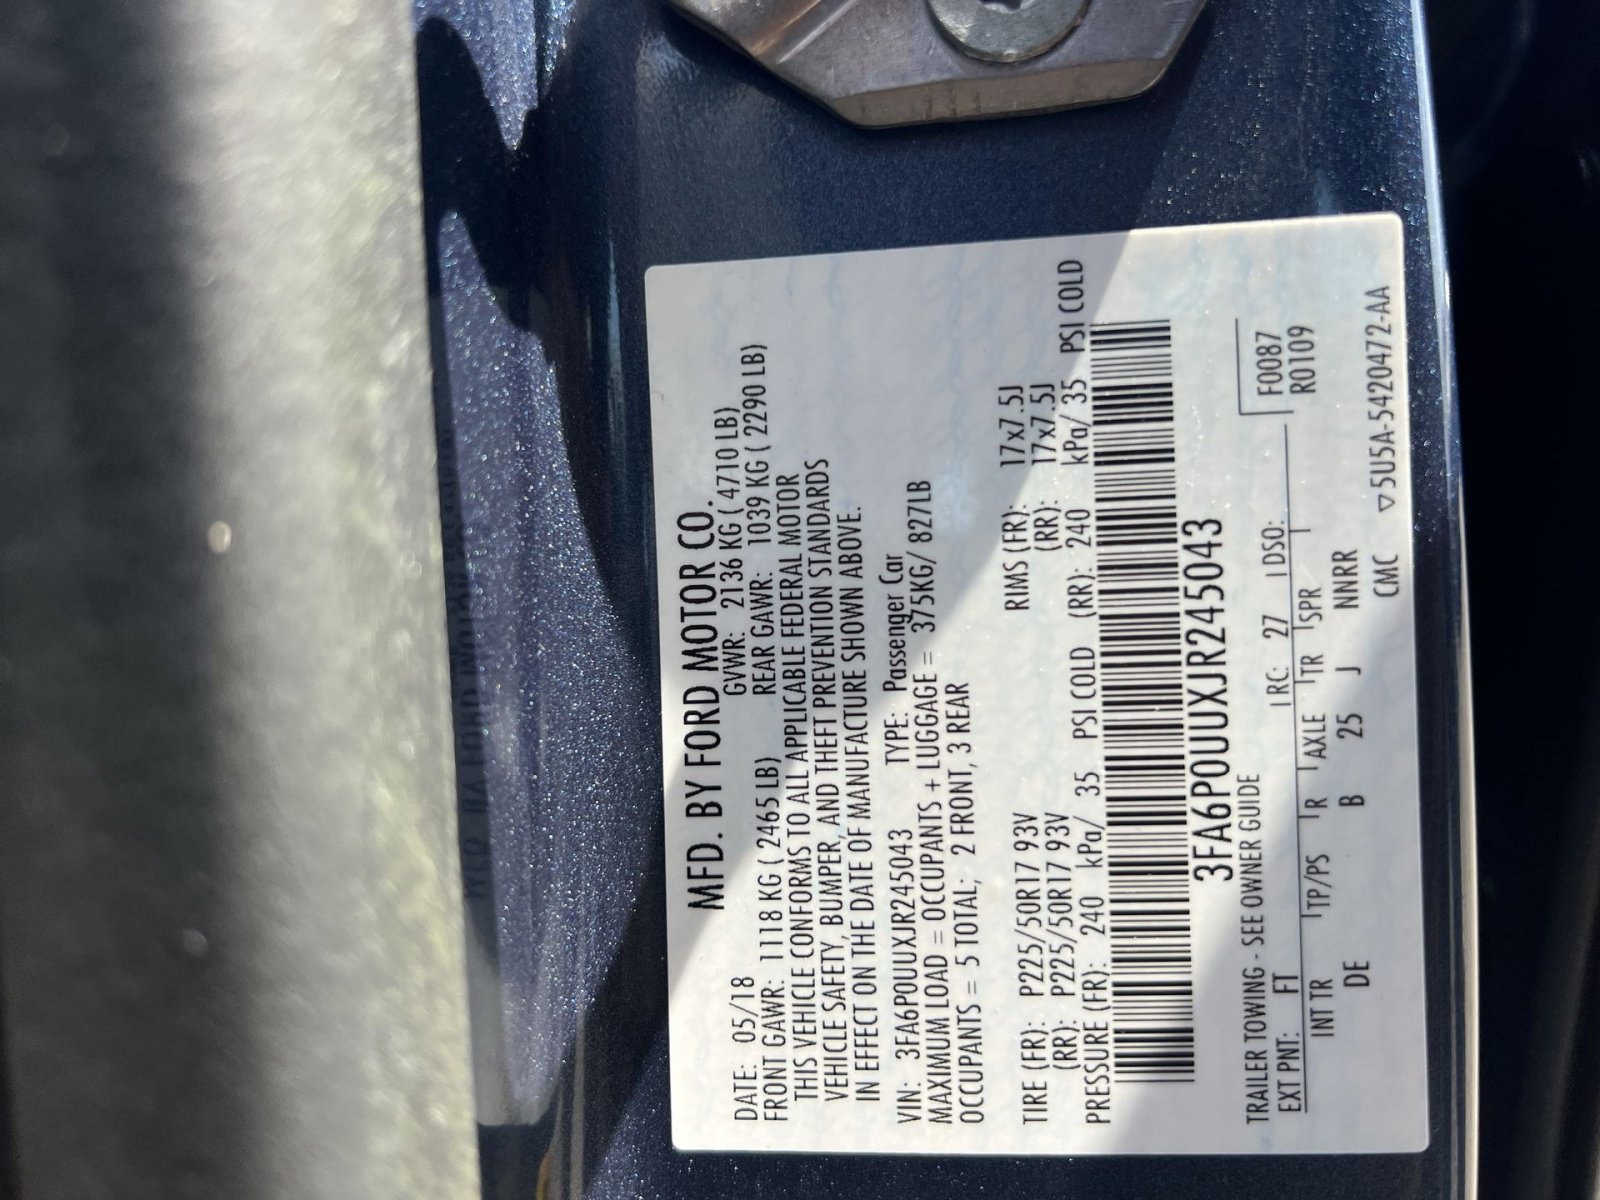 MFD. BY FORD MOTOR CO.
DATE: 05/18 GVWR: 2136 KG ( 4710 LB)
FRONT GAWR: 1118 KG ( 2465 LB) REAR GAWR: 1039 KG ( 2290 LB)
THIS VEHICLE CONFORMS TO ALL APPLICABLE FEDERAL MOTOR
VEHICLE SAFETY, BUMPER, AND THEFT PREVENTION STANDARDS
IN EFFECT ON THE DATE OF MANUFACTURE SHOWN ABOVE.
VIN: 3FA6P0UUXJR245043 TYPE: Passenger Car
MAXIMUM LOAD = OCCUPANTS + LUGGAGE = 375KG/ 827LB
OCCUPANTS = 5 TOTAL; 2 FRONT, 3 REAR
TIRE (FR): P225/50R17 93V RIMS (FR): 17x7.5J
(RR): P225/50R17 93V (RR): 17x7.5J
PRESSURE (FR): 240 kPa/ 35 PSI COLD (RR): 240 kPa/ 35 PSI COLD
3FA6P0UUXJR245043
TRAILER TOWING - SEE OWNER GUIDE F0087
EXT PNT: FT RC: 27 DSO: R0109
INT TR TP/PS R AXLE TR SPR
DE B 25 J NNRR
CMC ▽5U5A-5420472-AA